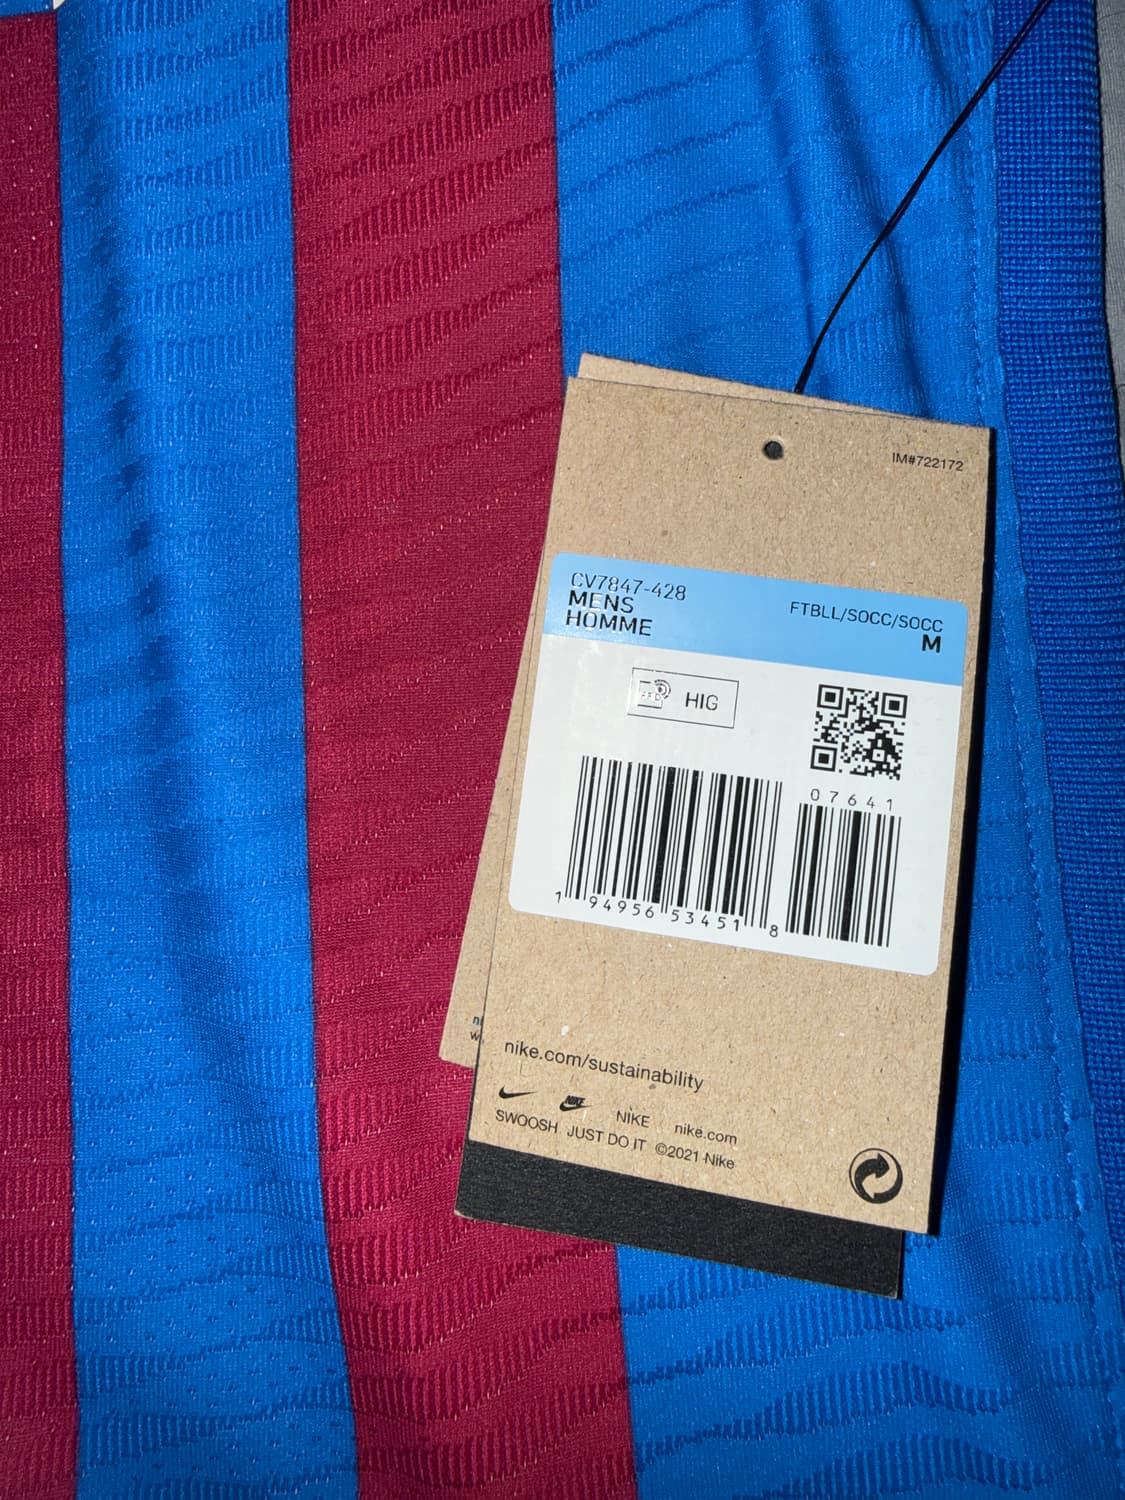 IM#722172
CV7847-428
MENS
HOMME
FTBLL/SOCC/SOCC
M
HIG
07641
1 94956 53451 8
nike.com/sustainability
NIKE NIKE nike.com
SWOOSH JUST DO IT ©2021 Nike